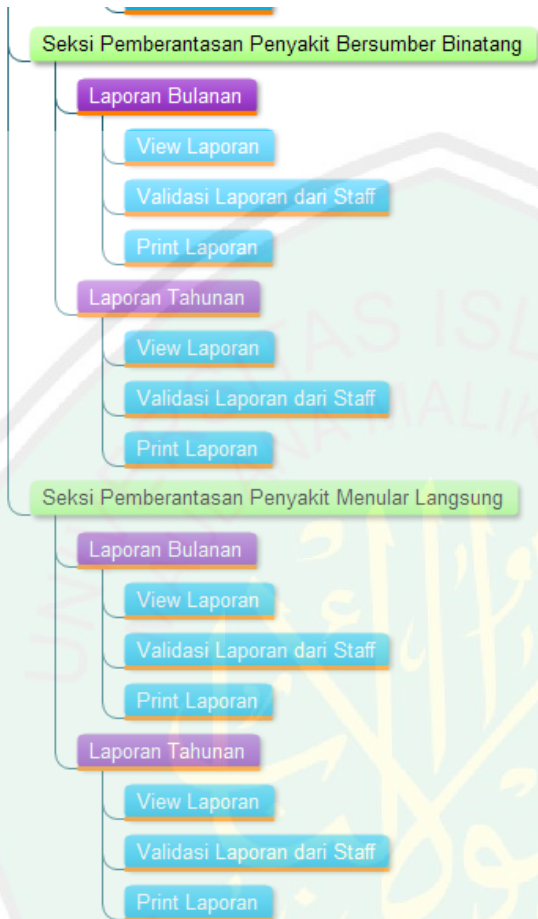 Seksi Pemberantasan Penyakit Bersumber Binatang
Laporan Bulanan
View Laporan
Validasi Laporan dari Staff
Print Laporan
Laporan Tahunan
View Laporan
Validasi Laporan dari Staff
Print Laporan
Seksi Pemberantasan Penyakit Menular Langsung
Laporan Bulanan
View Laporan
Validasi Laporan dari Staff
Print Laporan
Laporan Tahunan
View Laporan
Validasi Laporan dari Staff
Print Laporan